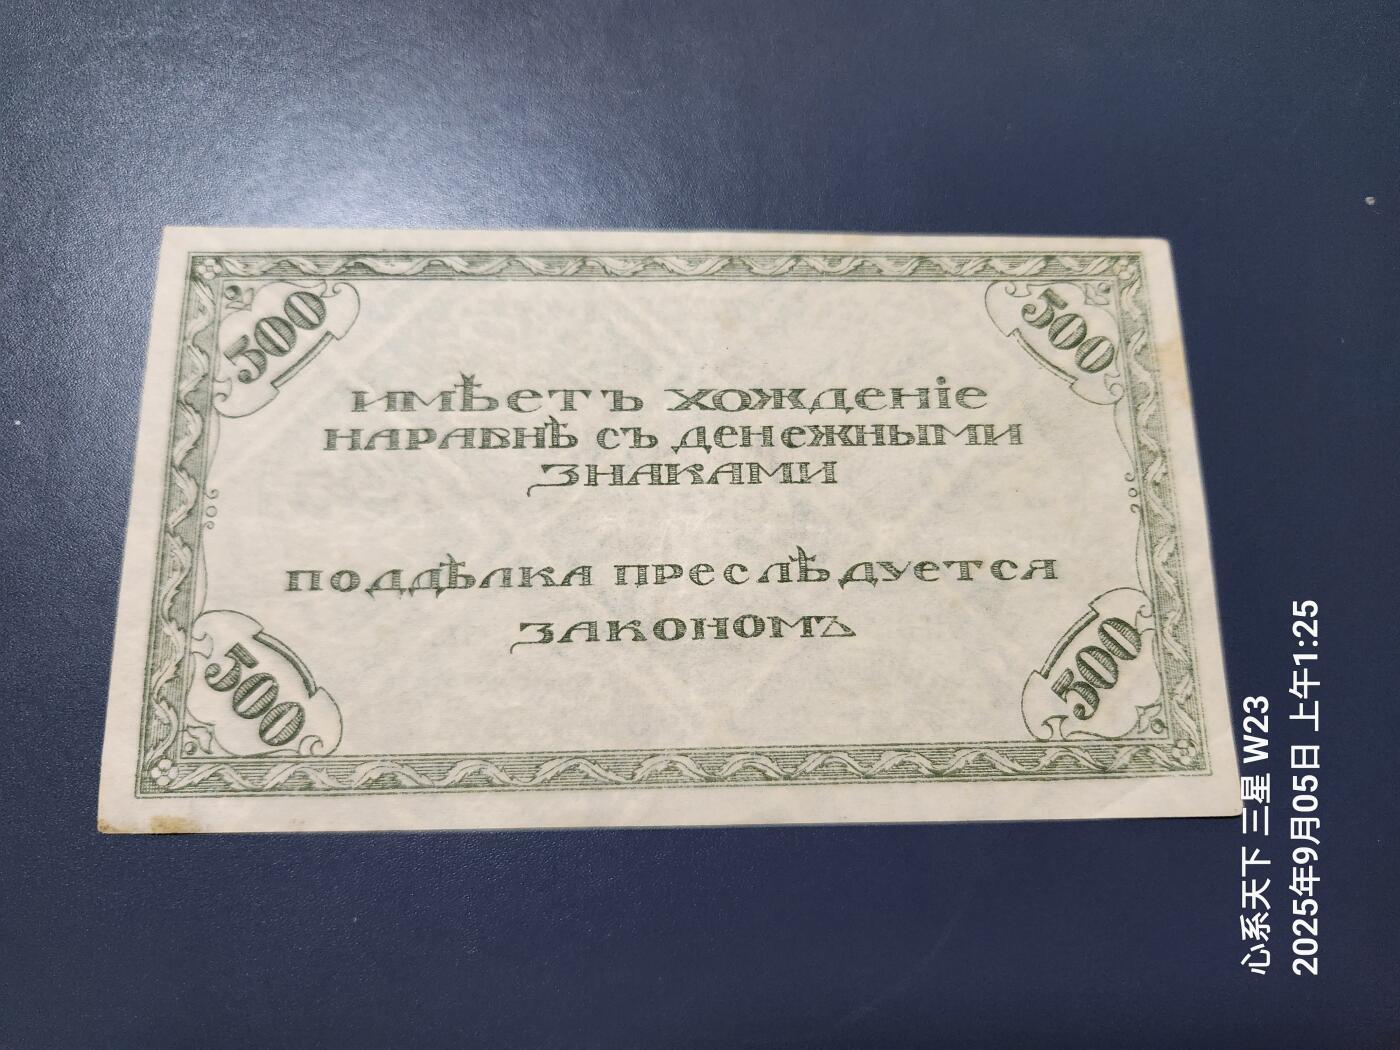 500
500
имѣетъ хожденіе
наравнѣ съ денежными
знаками
поддѣлка преслѣдуется
закономъ
500
500
心系天下 三星 W23
2025年9月05日 上午1:25